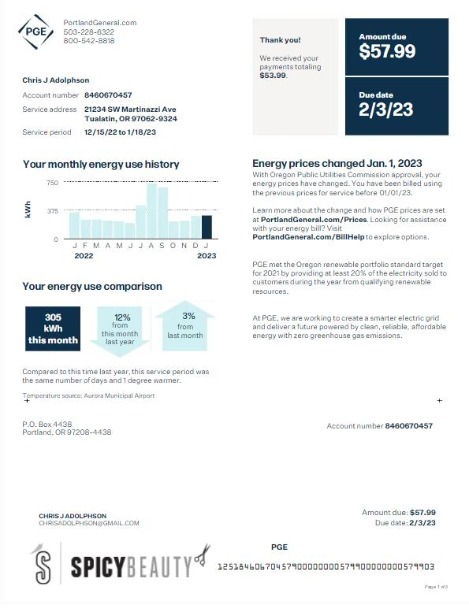 PGE
PortlandGeneral.com
503-228-6322
800-542-8818
Thank you!
We received your
payments totaling
$53.99.
Amount due
$57.99
Due date
2/3/23
Chris J Adolphson
Account number 8460670457
Service address 21234 SW Martinazzi Ave
Tualatin, OR 97062-9324
Service period 12/15/22 to 1/18/23
Your monthly energy use history
kWh
750
375
0
J F M A M J J A S O N D J
2022 2023
Energy prices changed Jan. 1, 2023
With Oregon Public Utilities Commission approval, your
energy prices have changed. You have been billed using
the previous prices for service before 01/01/23.
Learn more about the change and how PGE prices are set
at PortlandGeneral.com/Prices. Looking for assistance
with your energy bill? Visit
PortlandGeneral.com/BillHelp to explore options.
PGE met the Oregon renewable portfolio standard target
for 2021 by providing at least 20% of the electricity sold to
customers during the year from qualifying renewable
resources.
At PGE, we are working to create a smarter electric grid
and deliver a future powered by clean, reliable, affordable
energy with zero greenhouse gas emissions.
Your energy use comparison
305
kWh
this month
12%
from
this month
last year
3%
from
last month
Compared to this time last year, this service period was
the same number of days and 1 degree warmer.
Temperature source: Aurora Municipal Airport
P.O. Box 4438
Portland, OR 97208-4438
Account number 8460670457
CHRIS J ADOLPHSON
CHRISADOLPHSON@GMAIL.COM
Amount due: $57.99
Due date: 2/3/23
S SPICYBEAUTY
PGE
Page 1 of 3